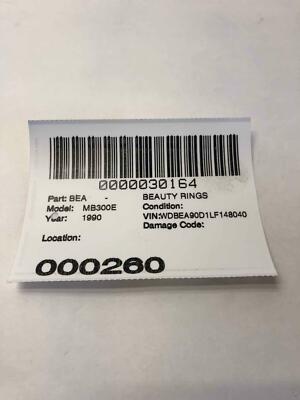 0000030164
Part: BEA - BEAUTY RINGS
Model: MB300E Condition:
Year: 1990 VIN:WDBEA90D1LF148040
Damage Code:
Location:
000260